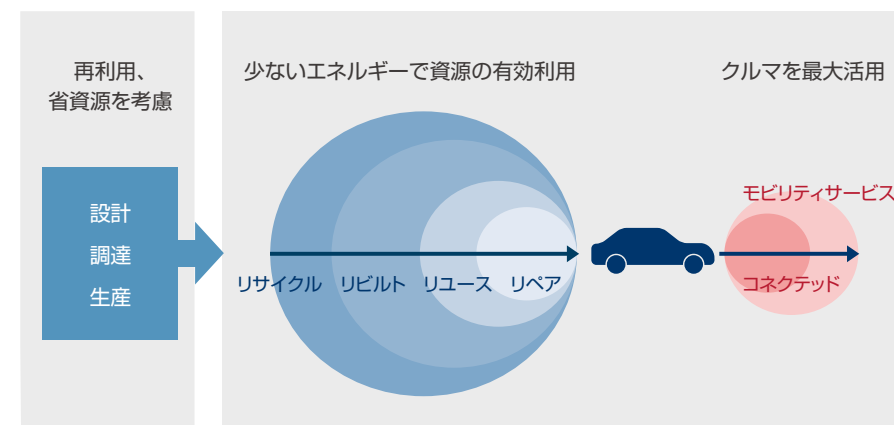 再利用、
省資源を考慮
設計
調達
生産
少ないエネルギーで資源の有効利用
リサイクル リビルト リユース リペア
クルマを最大活用
モビリティサービス
コネクテッド